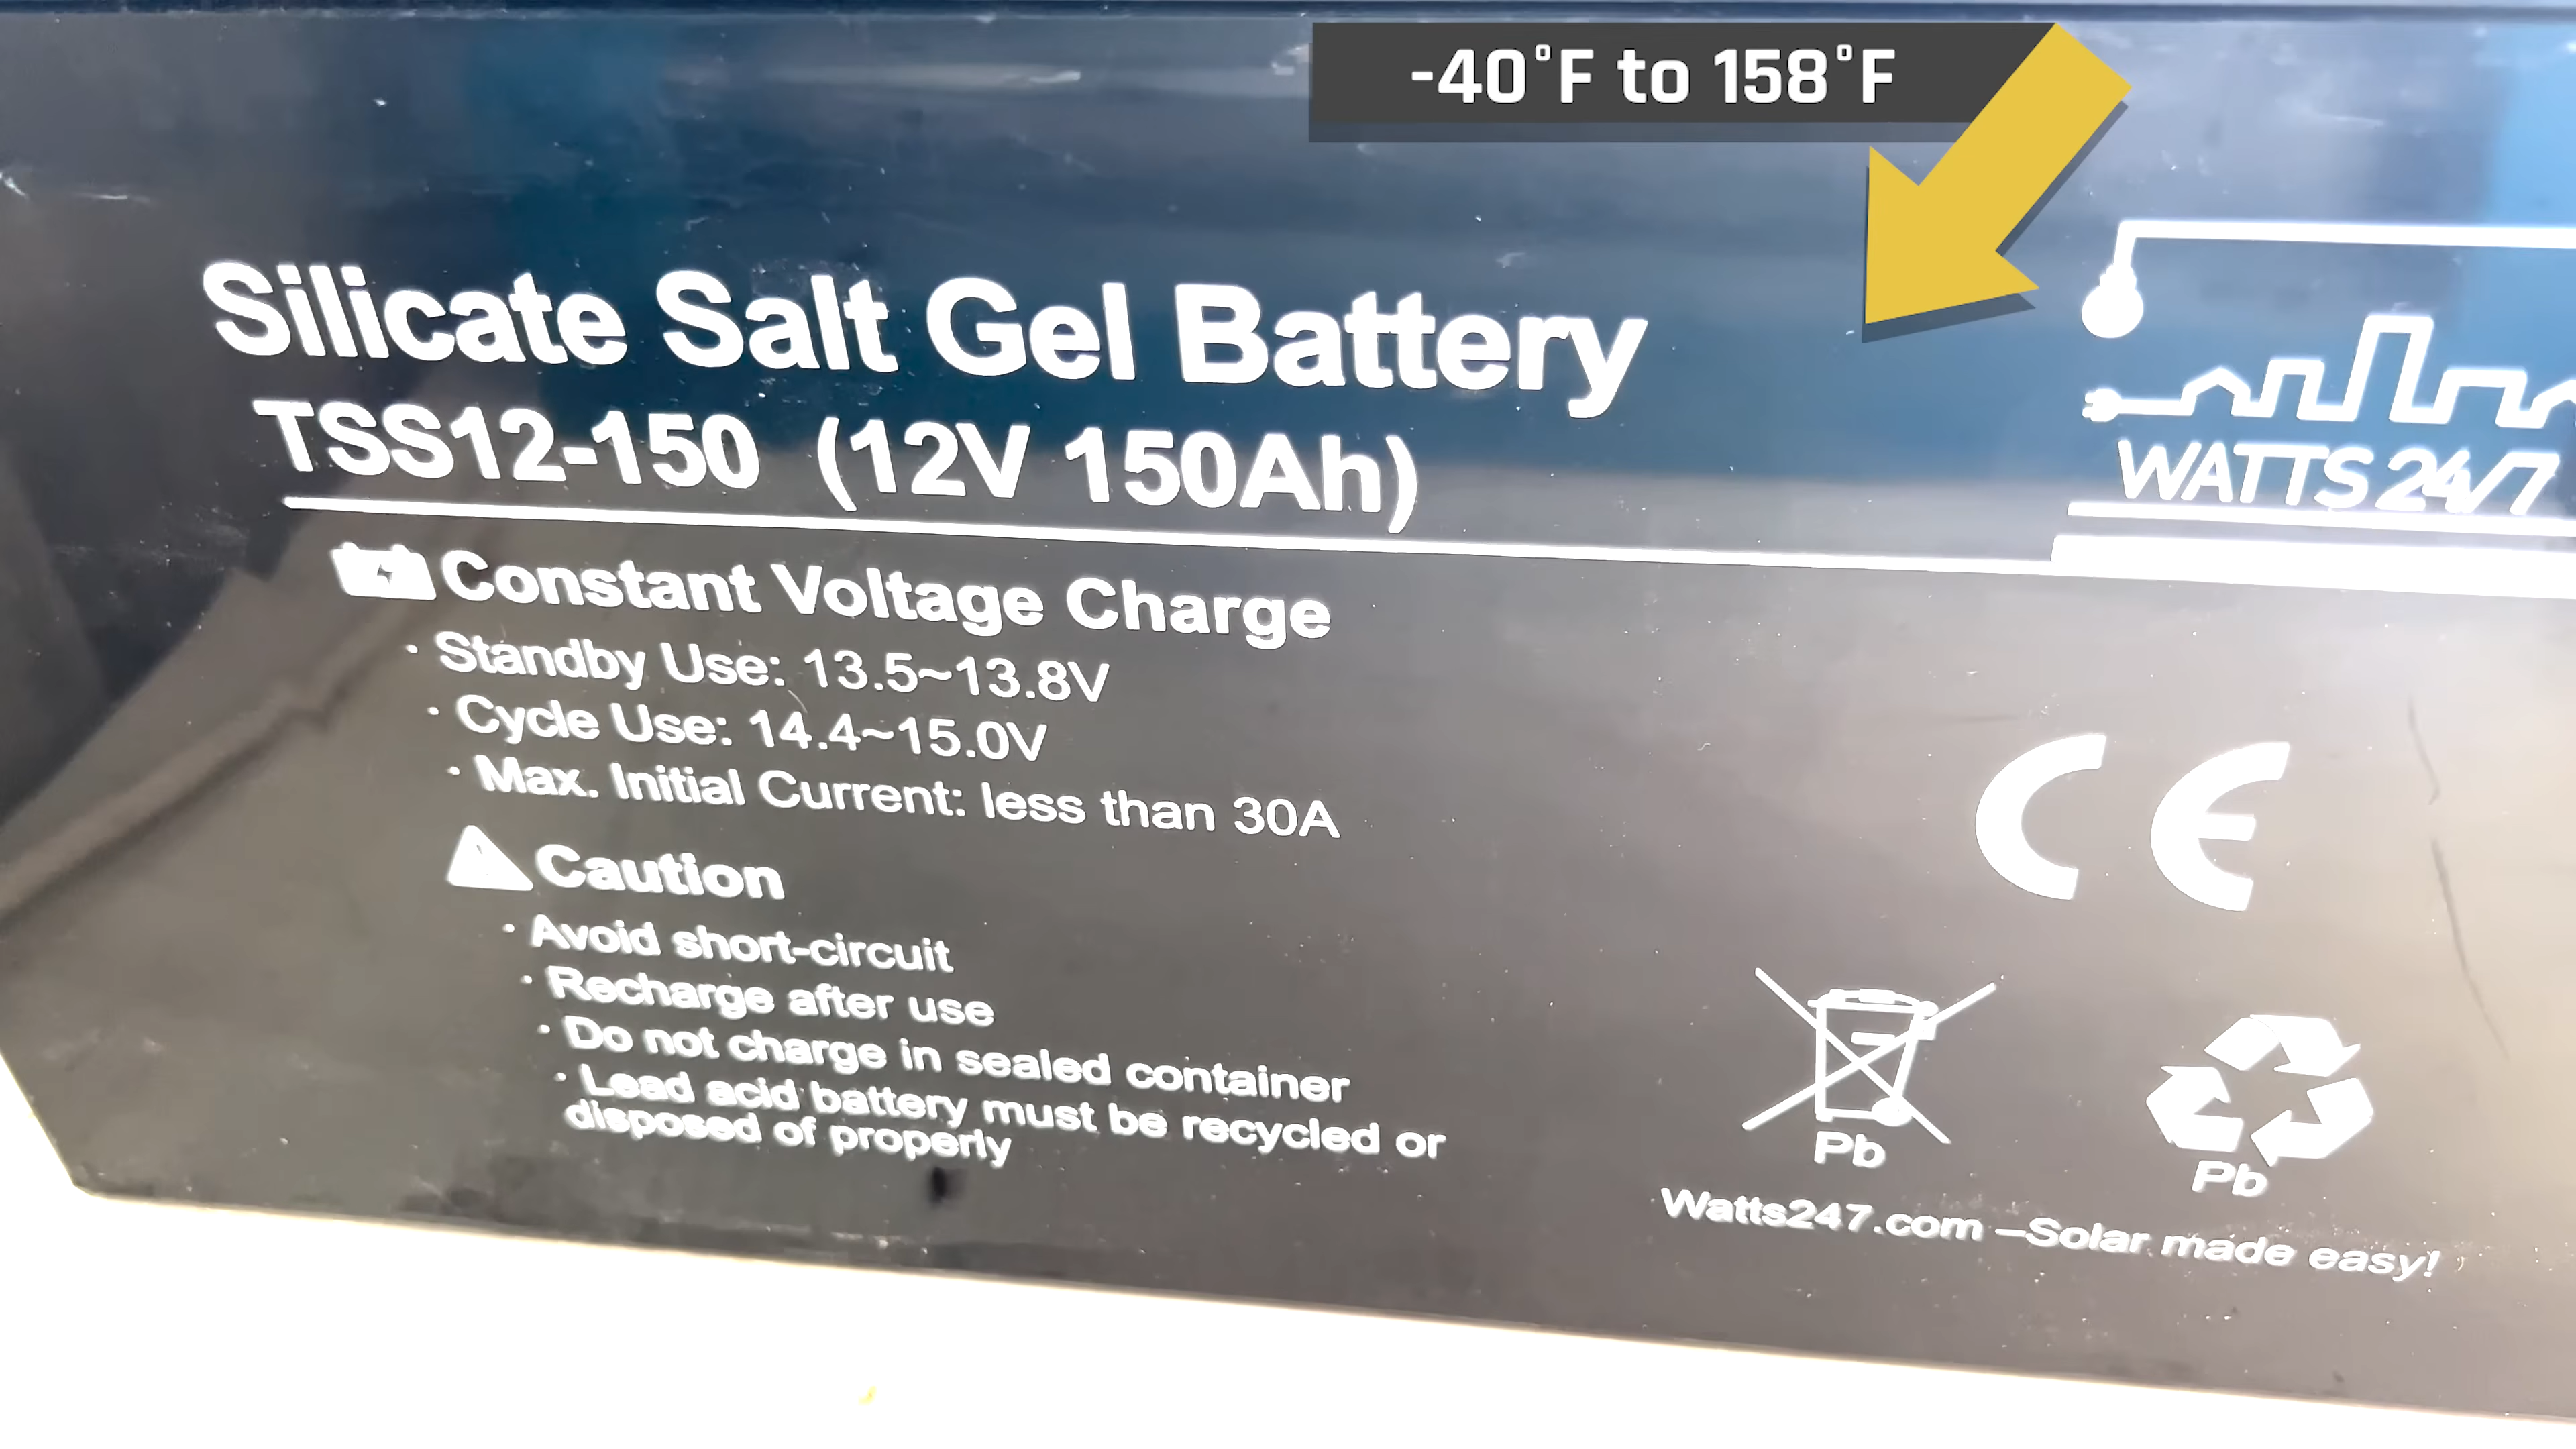 -40°F to 158°F
Silicate Salt Gel Battery
TSS12-150 (12V 150Ah)
WATTS 24/7
Constant Voltage Charge
· Standby Use: 13.5~13.8V
· Cycle Use: 14.4~15.0V
· Max. Initial Current: less than 30A
Caution
· Avoid short-circuit
· Recharge after use
· Do not charge in sealed container
· Lead acid battery must be recycled or
disposed of properly
CE
Pb
Pb
Watts247.com –Solar made easy!